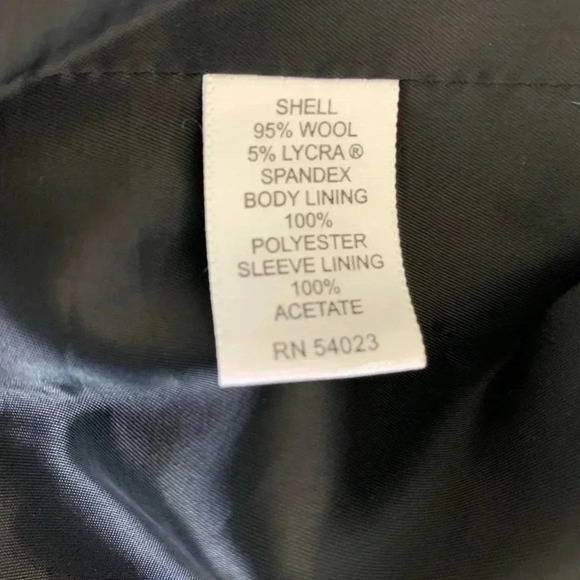 SHELL
95% WOOL
5% LYCRA ®
SPANDEX
BODY LINING
100%
POLYESTER
SLEEVE LINING
100%
ACETATE
RN 54023